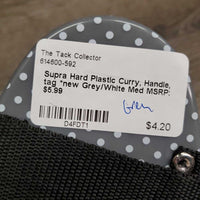 The Tack Collector
614600-592
Supra Hard Plastic Curry, Handle,
tag *new Grey/White Med MSRP:
$5.99
Green
$4.20
D4FDT1